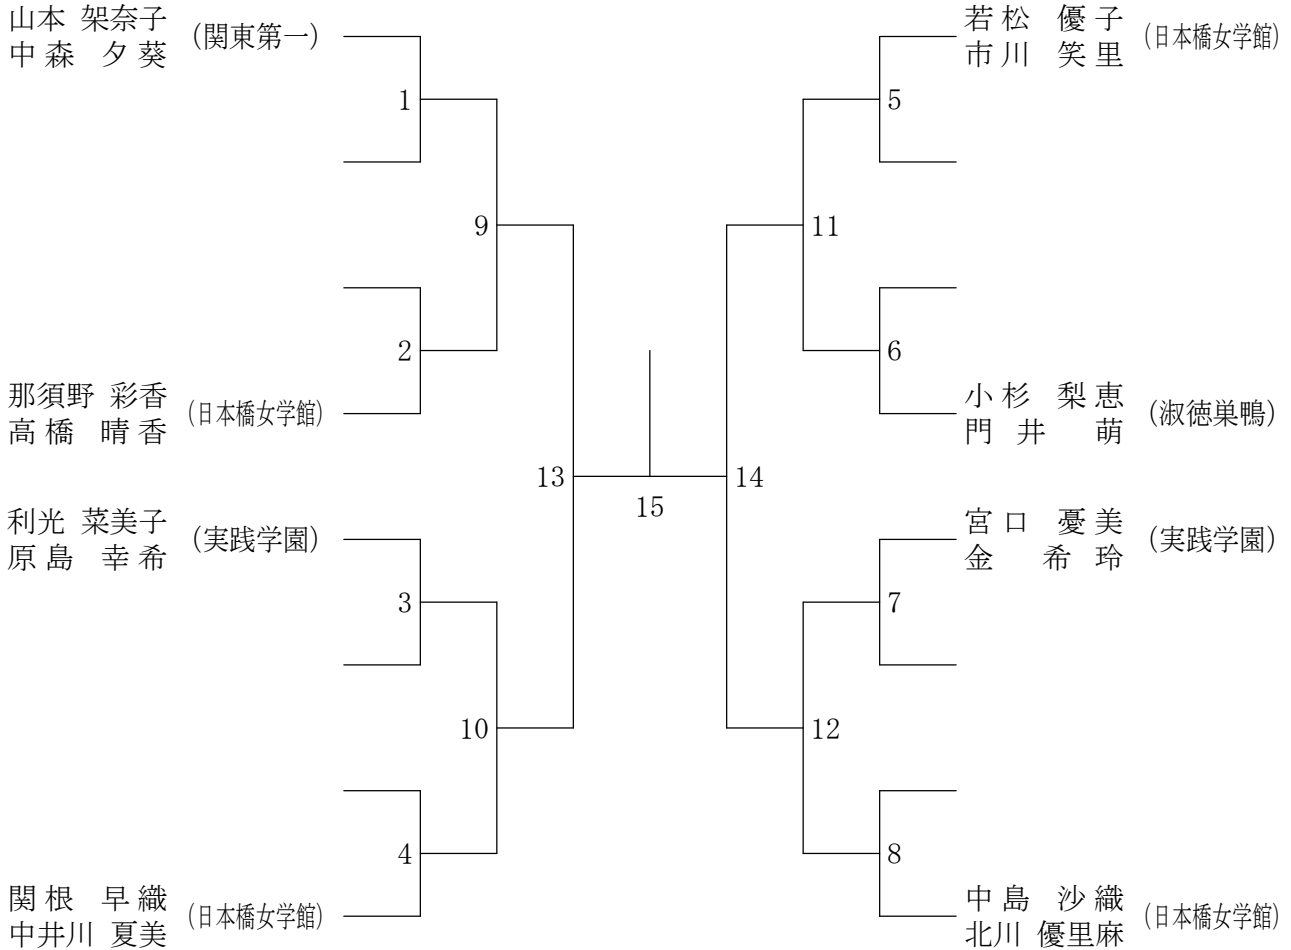 山本 架奈子
中森 夕葵 (関東第一)
1
9
2
那須野 彩香
高橋 晴香 (日本橋女学館)
13
利光 菜美子
原島 幸希 (実践学園)
3
10
4
関根 早織
中井川 夏美 (日本橋女学館)
15
若松 優子
市川 笑里 (日本橋女学館)
5
11
6
小杉 梨恵
門井 萌 (淑徳巣鴨)
14
宮口 憂美
金 希玲 (実践学園)
7
12
8
中島 沙織
北川 優里麻 (日本橋女学館)